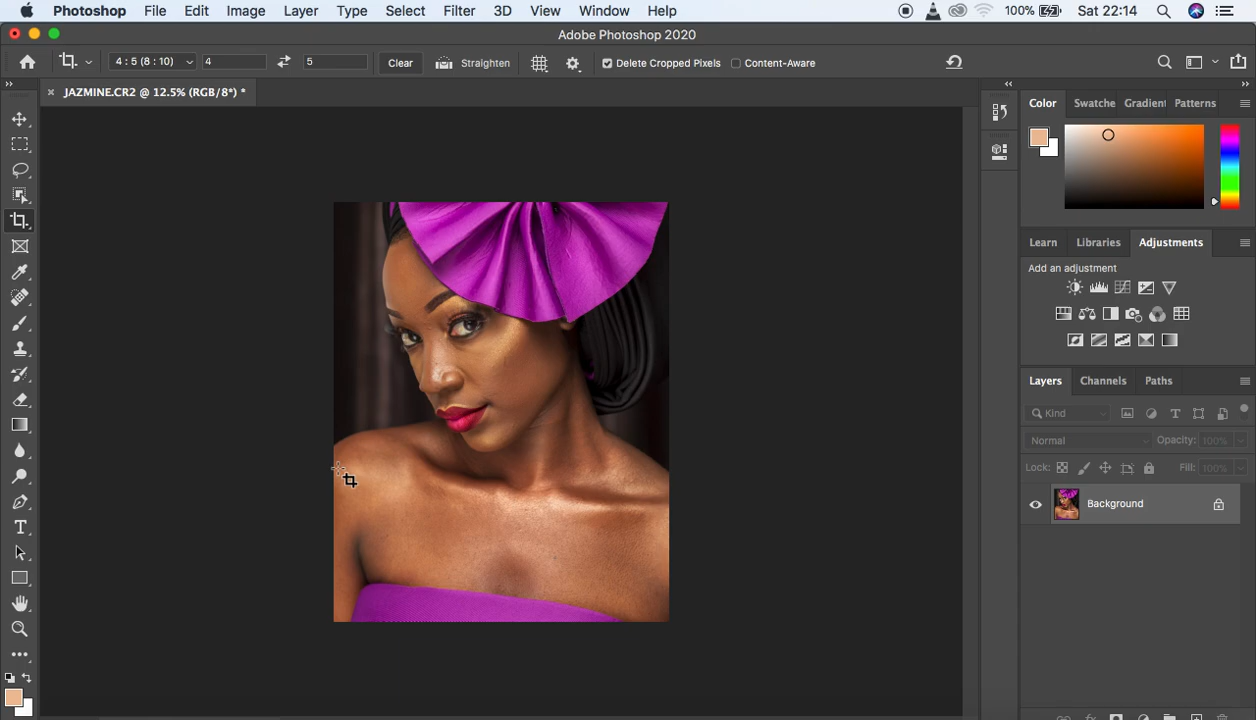 Photoshop File Edit Image Layer Type Select Filter 3D View Window Help 100% Sat 22:14
Adobe Photoshop 2020
4 : 5 (8 : 10) 4 5 Clear Straighten Delete Cropped Pixels Content-Aware
JAZMINE.CR2 @ 12.5% (RGB/8*) *
Color Swatche Gradient Patterns
Learn Libraries Adjustments
Add an adjustment
Layers Channels Paths
Kind
Normal Opacity: 100%
Lock: Fill: 100%
Background